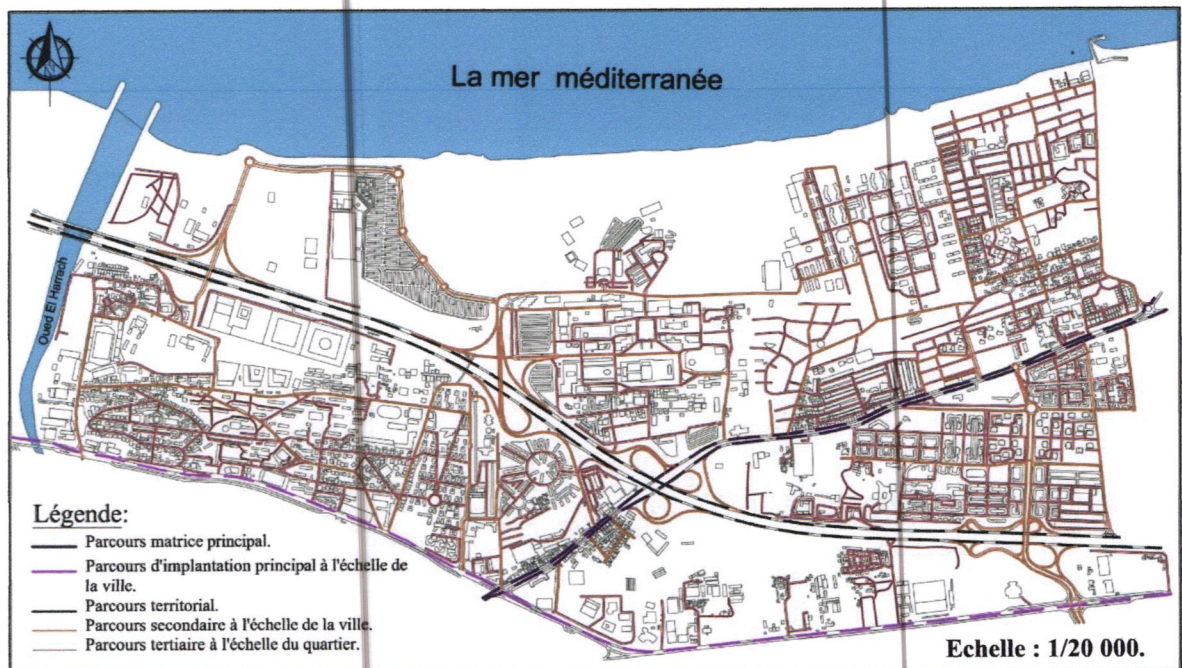 La mer méditerranée
Oued El Harrach
Légende:
Parcours matrice principal.
Parcours d'implantation principal à l'échelle de
la ville.
Parcours territorial.
Parcours secondaire à l'échelle de la ville.
Parcours tertiaire à l'échelle du quartier.
Echelle : 1/20 000.